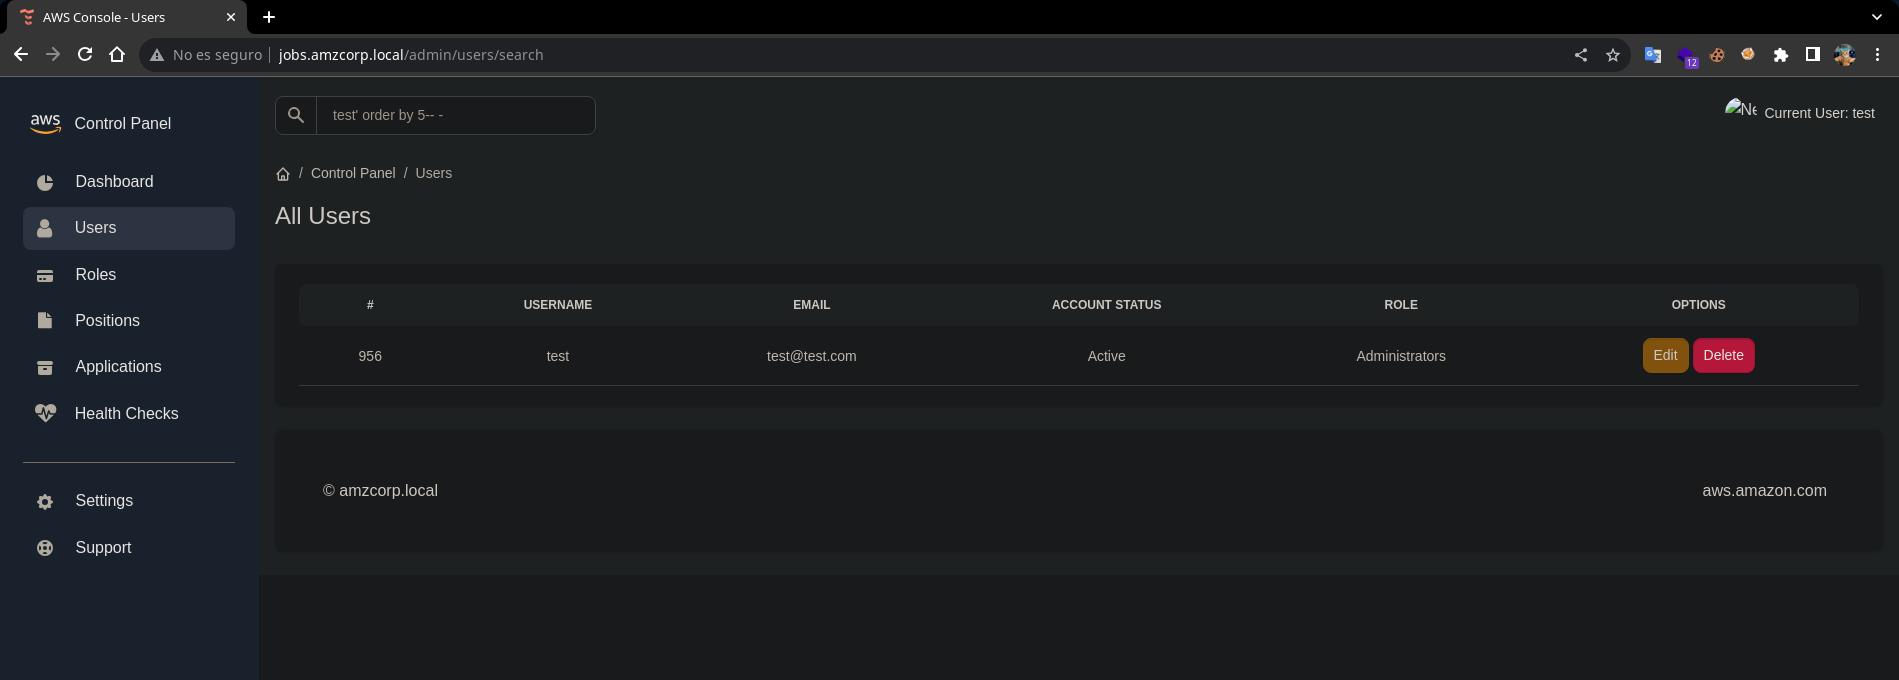 AWS Console - Users
No es seguro | jobs.amzcorp.local/admin/users/search
12
aws Control Panel
test' order by 5-- -
Ne Current User: test
/ Control Panel / Users
All Users
Dashboard
Users
Roles
Positions
Applications
Health Checks
Settings
Support
# USERNAME EMAIL ACCOUNT STATUS ROLE OPTIONS
956 test test@test.com Active Administrators Edit Delete
© amzcorp.local aws.amazon.com